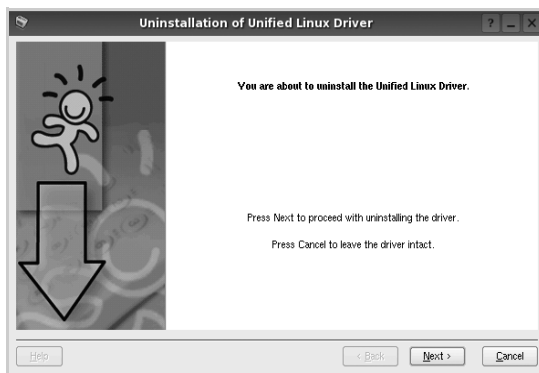 Uninstallation of Unified Linux Driver
You are about to uninstall the Unified Linux Driver.
Press Next to proceed with uninstalling the driver.
Press Cancel to leave the driver intact.
Help
< Back
Next >
Cancel